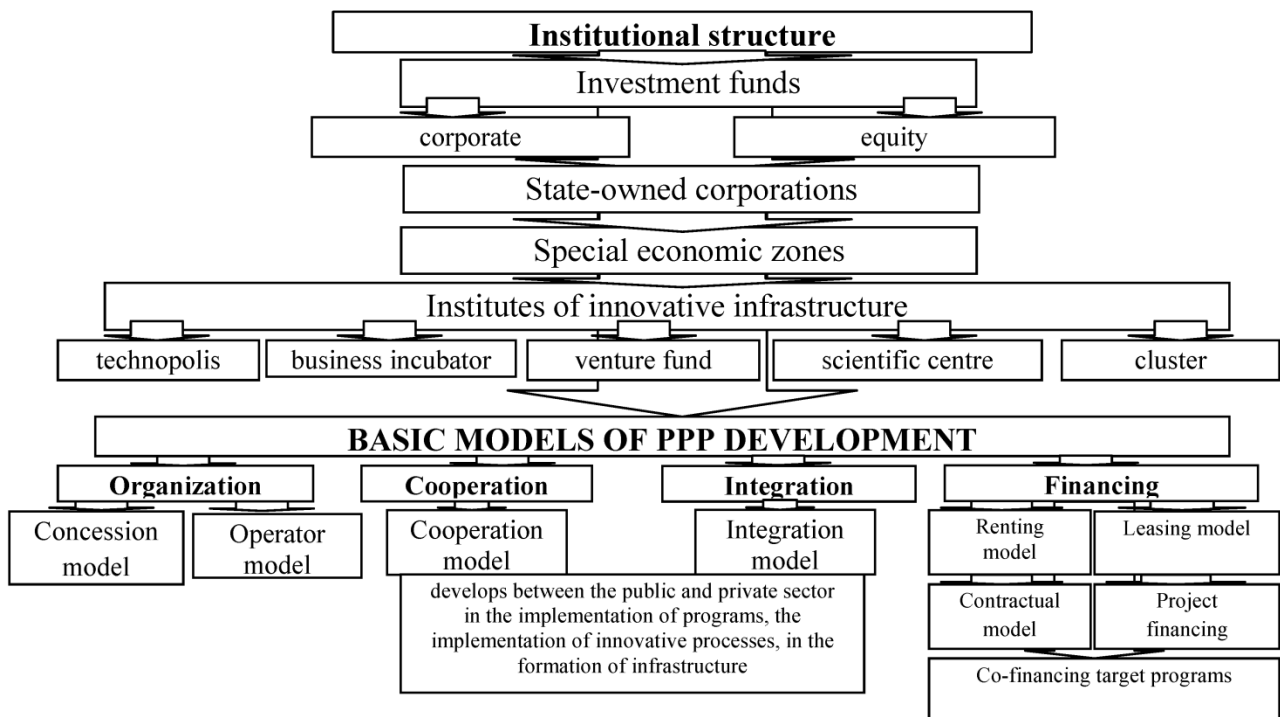 Institutional structure
Investment funds
corporate
equity
State-owned corporations
Special economic zones
Institutes of innovative infrastructure
technopolis
business incubator
venture fund
scientific centre
cluster
BASIC MODELS OF PPP DEVELOPMENT
Organization
Cooperation
Integration
Financing
Concession
model
Operator
model
Cooperation
model
Integration
model
develops between the public and private sector
in the implementation of programs, the
implementation of innovative processes, in the
formation of infrastructure
Renting
model
Leasing model
Contractual
model
Project
financing
Co-financing target programs